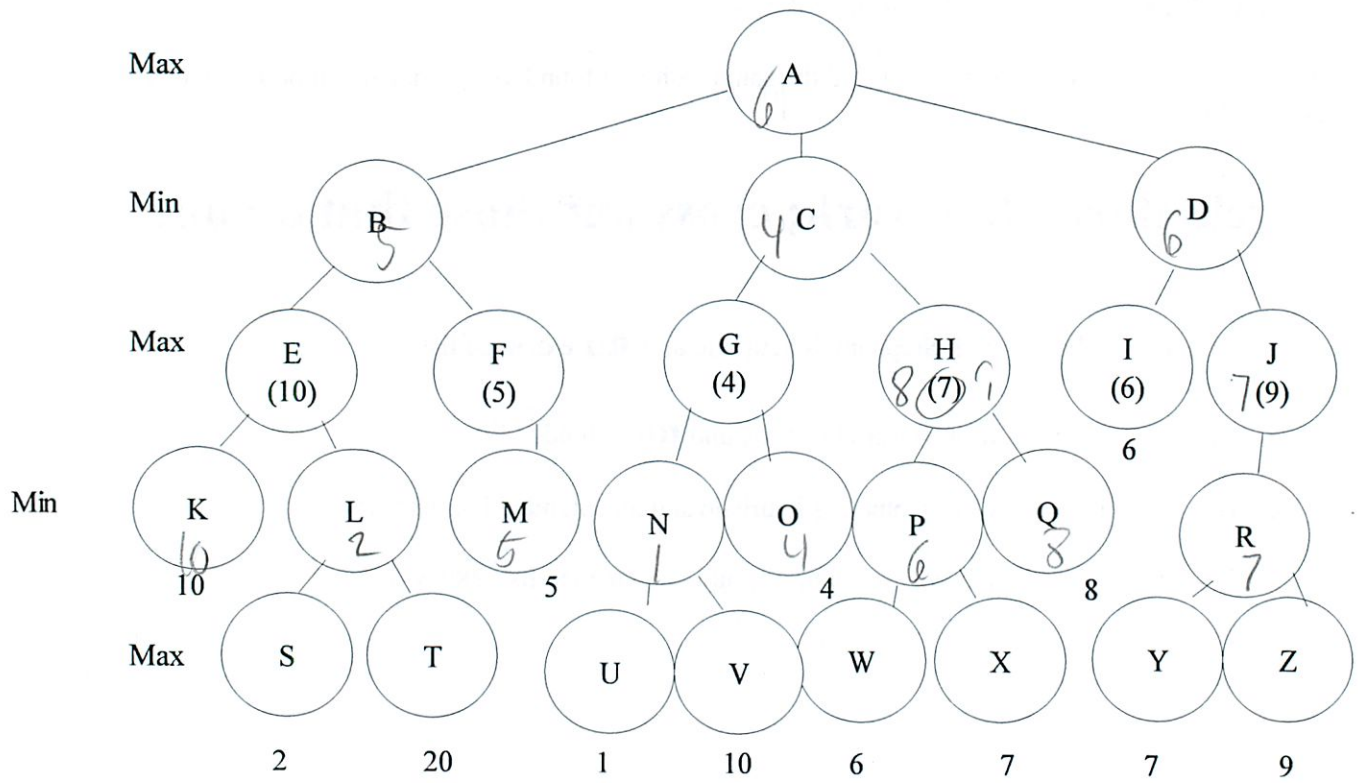 Max A
6
Min B C D
5 4 6
Max E F G H I J
(10) (5) (4) 8 (7) 7 (9) (6)
6
Min K L M N O P Q R
10 2 5 1 4 6 8 7
10 5 4 8
Max S T U V W X Y Z
2 20 1 10 6 7 7 9